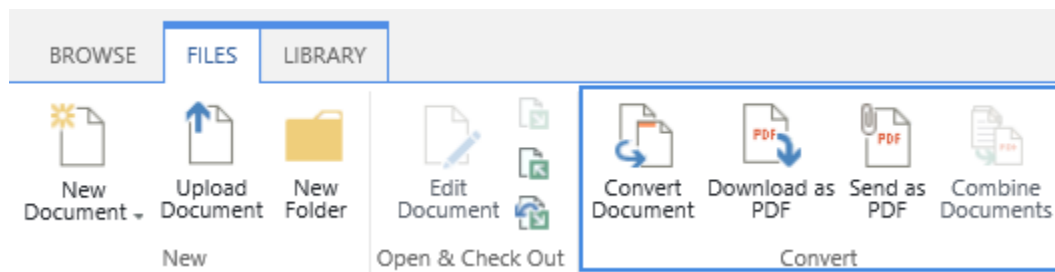 BROWSE FILES LIBRARY
PDF PDF PDF
New Upload New Edit Convert Download as Send as Combine
Document Document Folder Document Document PDF PDF Documents
New Open & Check Out Convert